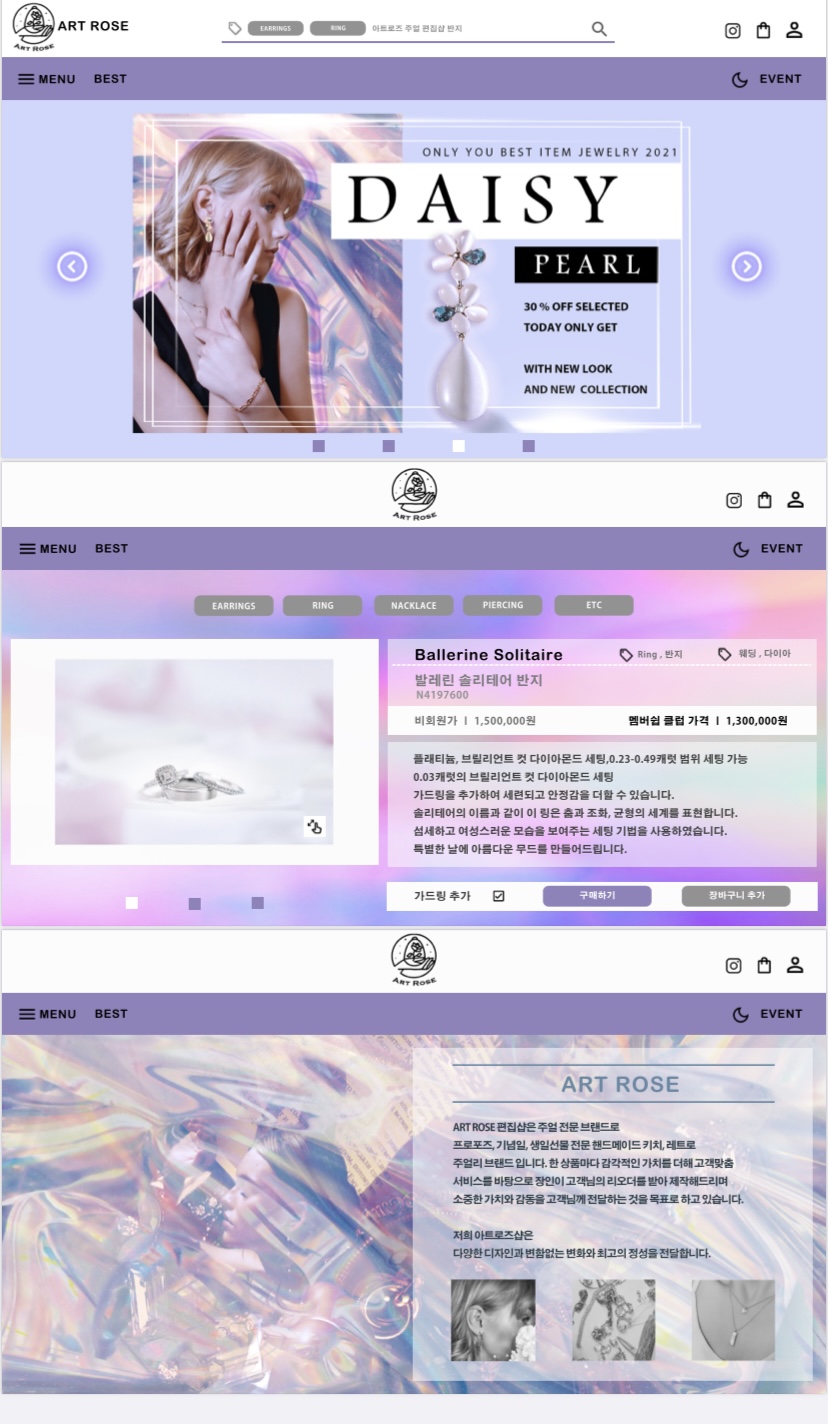 ART ROSE
ART ROSE
EARRINGS RING 아트로즈 주얼 편집샵 반지
MENU BEST EVENT
ONLY YOU BEST ITEM JEWELRY 2021
DAISY
PEARL
30 % OFF SELECTED
TODAY ONLY GET
WITH NEW LOOK
AND NEW COLLECTION
ART ROSE
MENU BEST EVENT
EARRINGS RING NACKLACE PIERCING ETC
Ballerine Solitaire Ring , 반지 웨딩 , 다이아
발레린 솔리테어 반지
N4197600
비회원가 I 1,500,000원 멤버쉽 클럽 가격 I 1,300,000원
플래티늄, 브릴리언트 컷 다이아몬드 세팅,0.23-0.49캐럿 범위 세팅 가능
0.03캐럿의 브릴리언트 컷 다이아몬드 세팅
가드링을 추가하여 세련되고 안정감을 더할 수 있습니다.
솔리테어의 이름과 같이 이 링은 춤과 조화, 균형의 세계를 표현합니다.
섬세하고 여성스러운 모습을 보여주는 세팅 기법을 사용하였습니다.
특별한 날에 아름다운 무드를 만들어드립니다.
가드링 추가 구매하기 장바구니 추가
ART ROSE
MENU BEST EVENT
ART ROSE
ART ROSE 편집샵은 주얼 전문 브랜드로
프로포즈, 기념일, 생일선물 전문 핸드메이드 키치, 레트로
주얼리 브랜드 입니다. 한 상품마다 감각적인 가치를 더해 고객맞춤
서비스를 바탕으로 장인이 고객님의 리오더를 받아 제작해드리며
소중한 가치와 감동을 고객님께 전달하는 것을 목표로 하고 있습니다.
저희 아트로즈샵은
다양한 디자인과 변함없는 변화와 최고의 정성을 전달합니다.